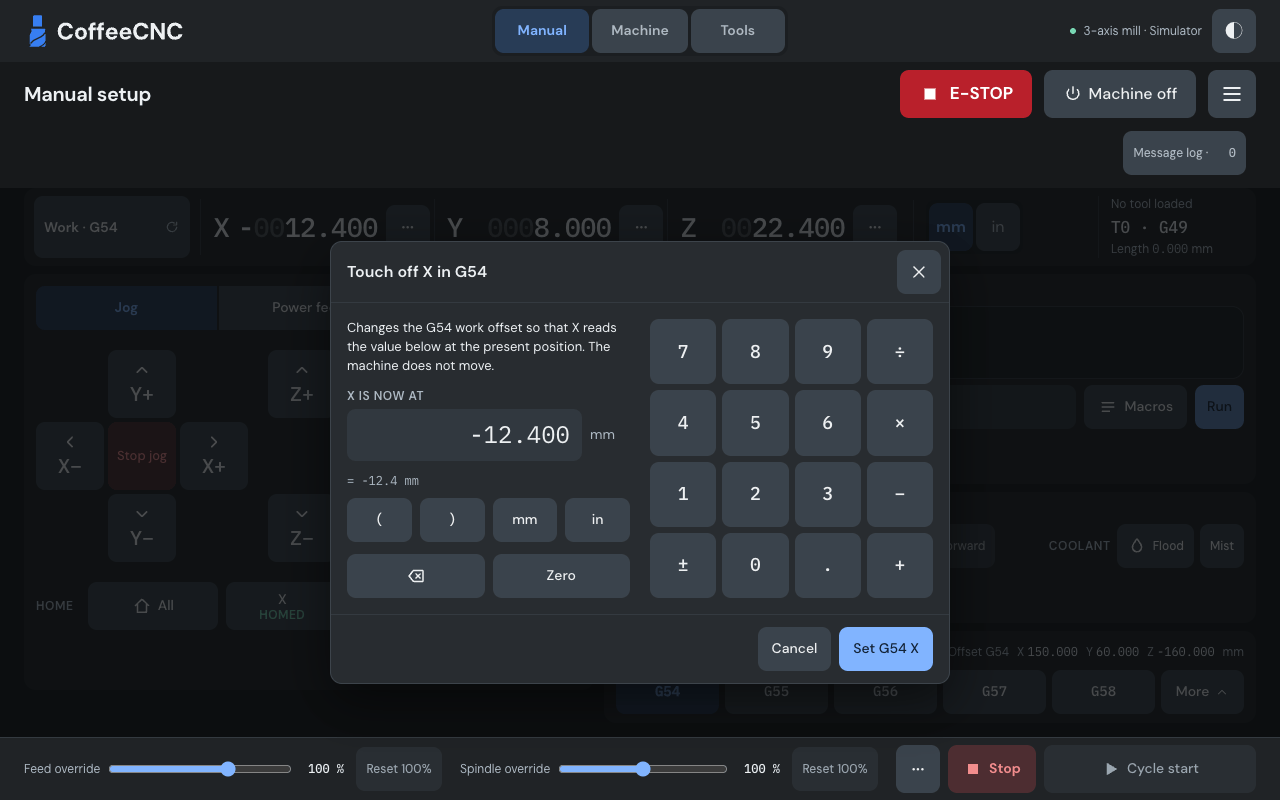 CoffeeCNC
Manual
Machine
Tools
3-axis mill · Simulator
Manual setup
E-STOP
Machine off
Message log · 0
Work · G54
X -0012.400 ···
Y 0008.000 ···
Z 0022.400 ···
mm
in
No tool loaded
T0 · G49
Length 0.000 mm
Touch off X in G54
Changes the G54 work offset so that X reads
the value below at the present position. The
machine does not move.
X IS NOW AT
-12.400 mm
= -12.4 mm
( ) mm in
Zero
7 8 9 ÷
4 5 6 ×
1 2 3 −
± 0 . +
Cancel
Set G54 X
Jog
Power fe
Y+
Z+
X−
Stop jog
X+
Y−
Z−
HOME
All
X
HOMED
Macros
Run
rward
COOLANT
Flood
Mist
Offset G54 X 150.000 Y 60.000 Z -160.000 mm
G54
G55
G56
G57
G58
More
Feed override
100 %
Reset 100%
Spindle override
100 %
Reset 100%
···
Stop
Cycle start